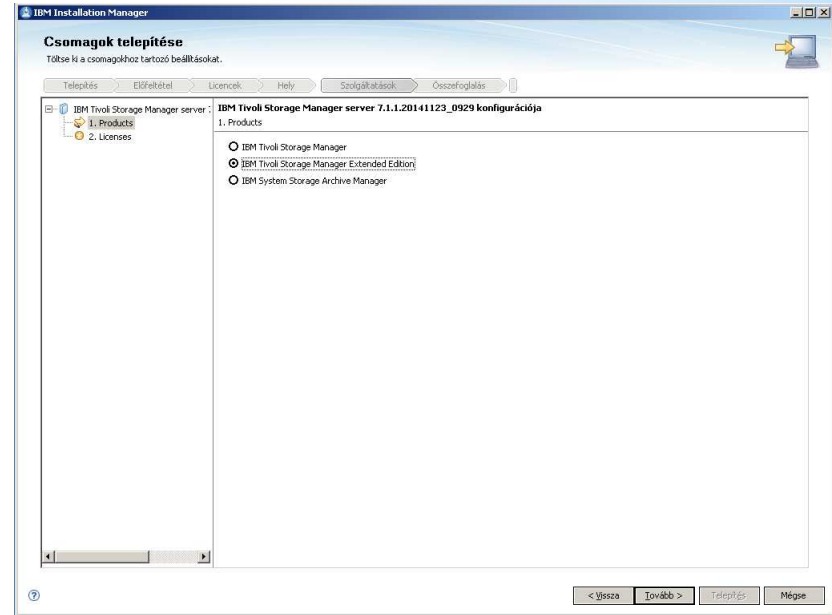 IBM Installation Manager
Csomagok telepítése
Töltse ki a csomagokhoz tartozó beállításokat.
Telepítés Előfeltétel Licencek Hely Szolgáltatások Összefoglalás
IBM Tivoli Storage Manager server
1. Products
2. Licenses
IBM Tivoli Storage Manager server 7.1.1.20141123_0929 konfigurációja
1. Products
IBM Tivoli Storage Manager
IBM Tivoli Storage Manager Extended Edition
IBM System Storage Archive Manager
< Vissza Tovább > Telepítés Mégse